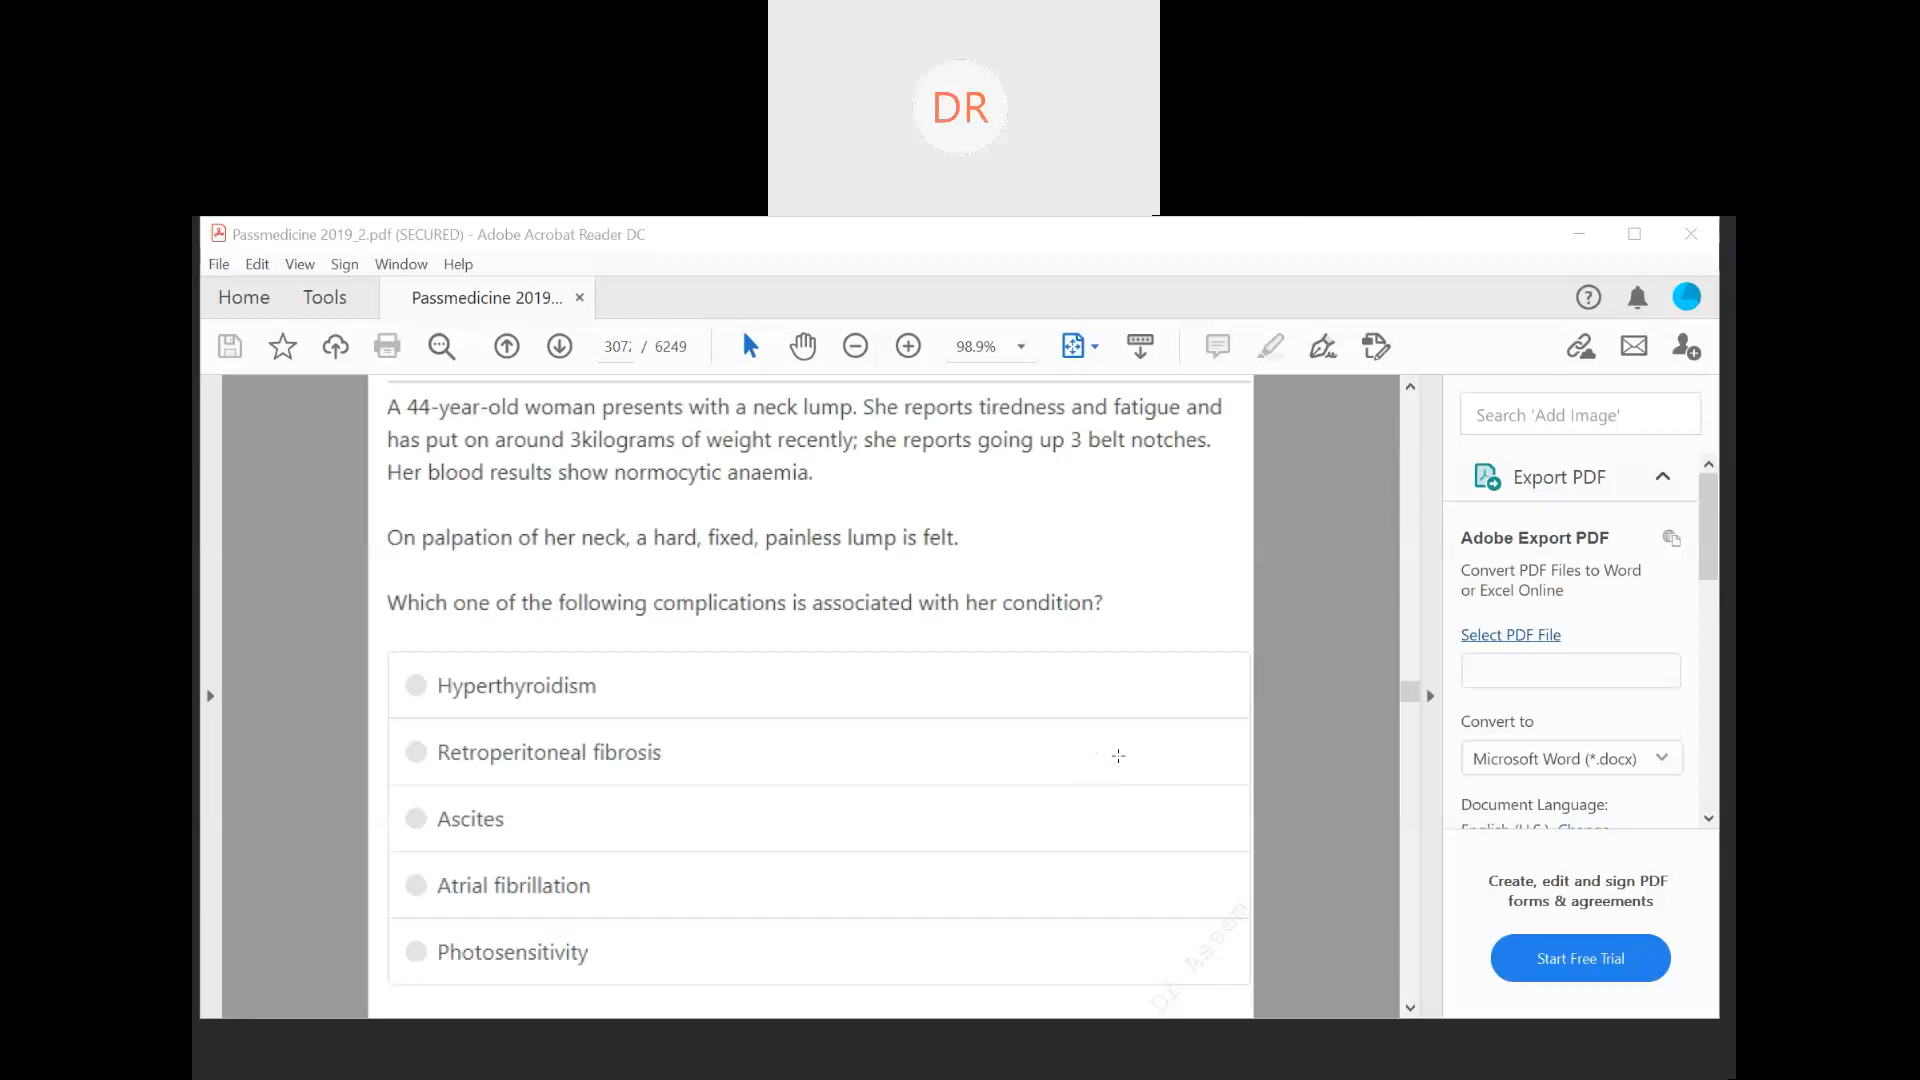 DR
Passmedicine 2019_2.pdf (SECURED) - Adobe Acrobat Reader DC
File Edit View Sign Window Help
Home Tools Passmedicine 2019... ×
307 / 6249 98.9%
A 44-year-old woman presents with a neck lump. She reports tiredness and fatigue and
has put on around 3kilograms of weight recently; she reports going up 3 belt notches.
Her blood results show normocytic anaemia.
On palpation of her neck, a hard, fixed, painless lump is felt.
Which one of the following complications is associated with her condition?
Hyperthyroidism
Retroperitoneal fibrosis
Ascites
Atrial fibrillation
Photosensitivity
Dr Assem
Search 'Add Image'
Export PDF
Adobe Export PDF
Convert PDF Files to Word
or Excel Online
Select PDF File
Convert to
Microsoft Word (*.docx)
Document Language:
English (U.S.) Change
Create, edit and sign PDF
forms & agreements
Start Free Trial